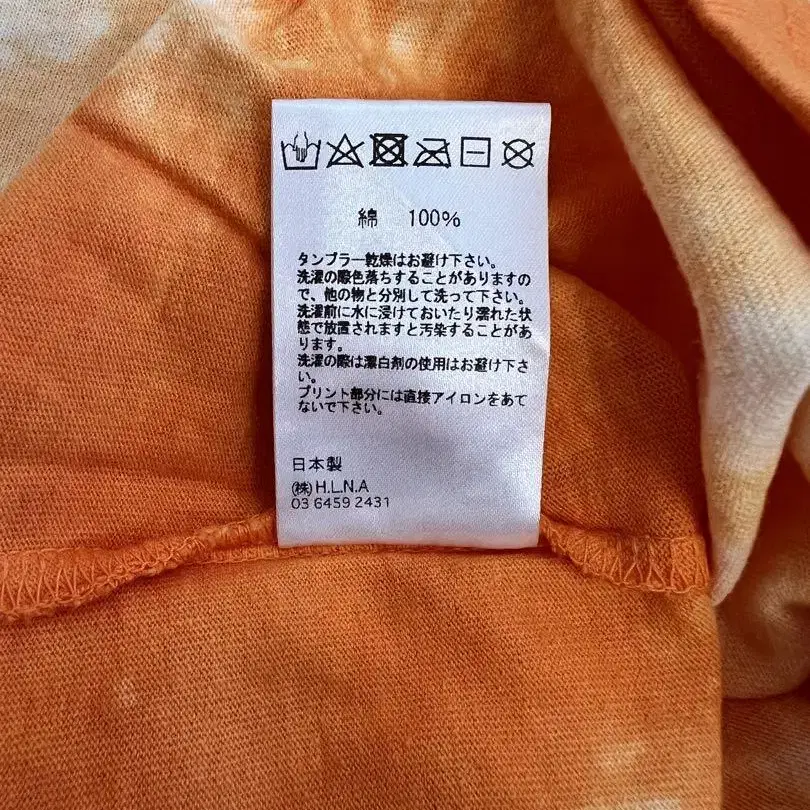 綿 100%
タンブラー乾燥はお避け下さい。
洗濯の際色落ちすることがありますの
で、他の物と分別して洗って下さい。
洗濯前に水に浸けておいたり濡れた状
態で放置されますと汚染することがあ
ります。
洗濯の際は漂白剤の使用はお避け下さ
い。
プリント部分には直接アイロンをあて
ないで下さい。
日本製
㈱H.L.N.A
03 6459 2431